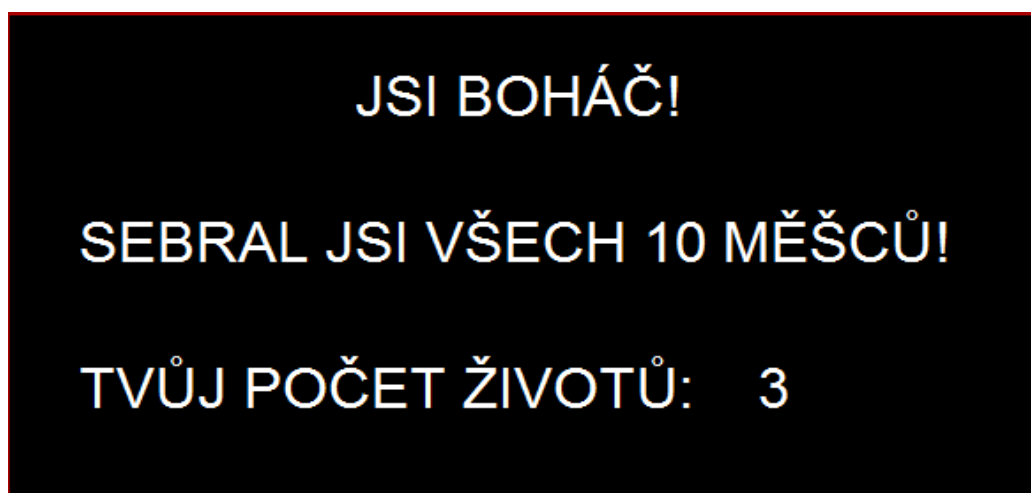 JSI BOHÁČ!
SEBRAL JSI VŠECH 10 MĚŠCŮ!
TVŮJ POČET ŽIVOTŮ: 3